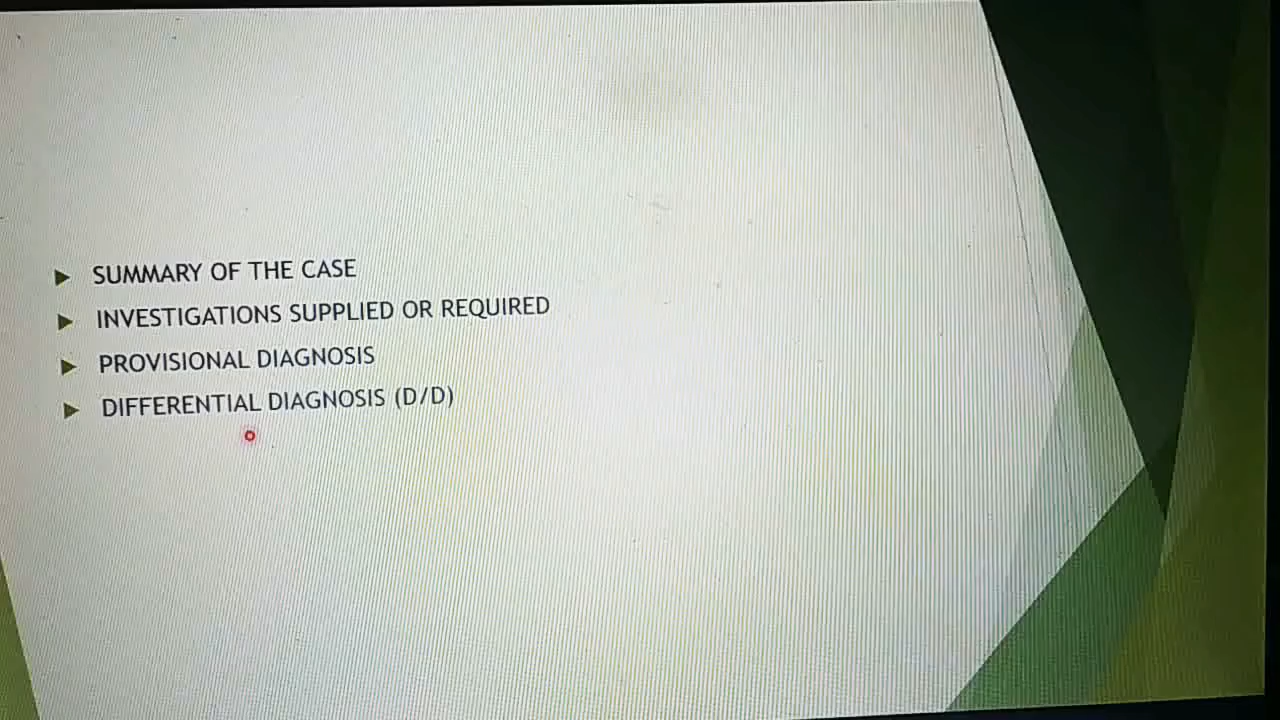 SUMMARY OF THE CASE
INVESTIGATIONS SUPPLIED OR REQUIRED
PROVISIONAL DIAGNOSIS
DIFFERENTIAL DIAGNOSIS (D/D)